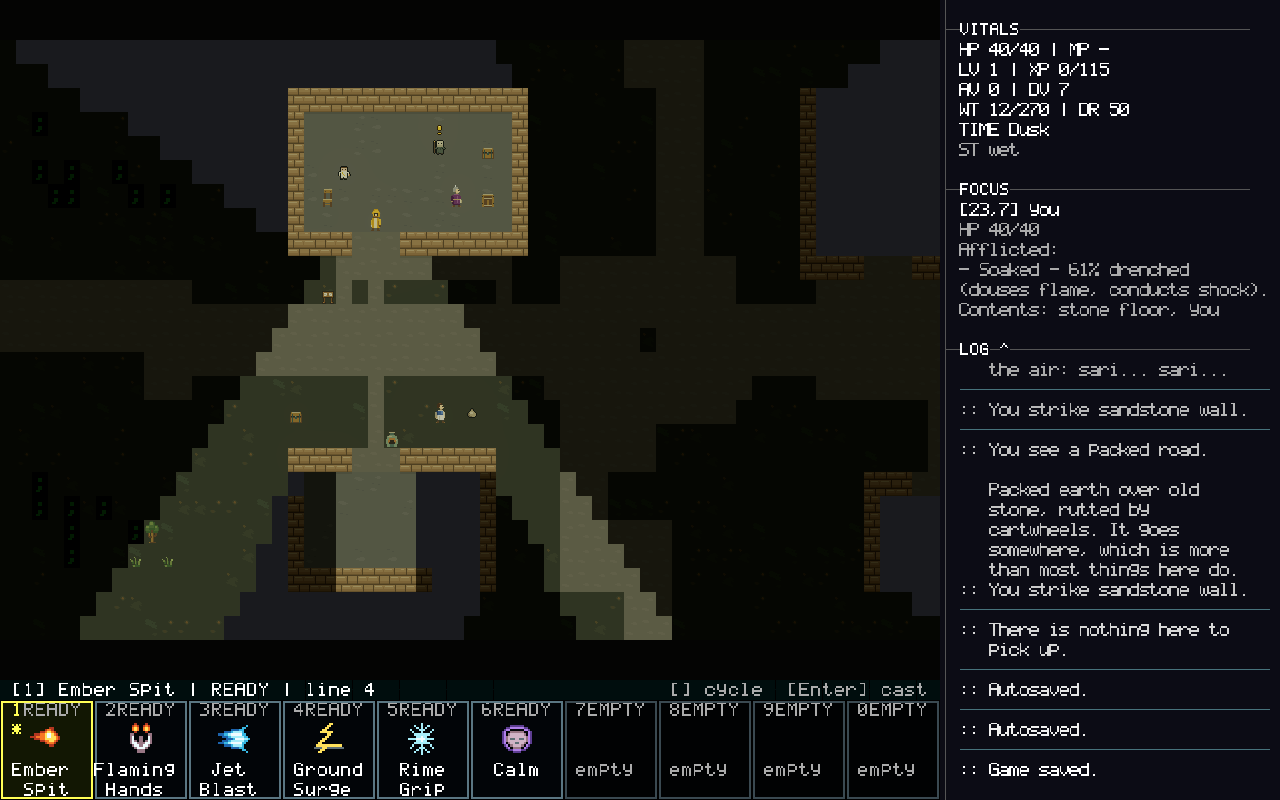 VITALS
HP 40/40 | MP -
LV 1 | XP 0/115
AV 0 | DV 7
WT 12/270 | DR 50
TIME Dusk
ST wet
FOCUS
[23,7] You
HP 40/40
Afflicted:
- Soaked - 61% drenched
(douses flame, conducts shock).
Contents: stone floor, you
LOG ^
the air: sari... sari...
:: You strike sandstone wall.
:: You see a Packed road.
Packed earth over old
stone, rutted by
cartwheels. It goes
somewhere, which is more
than most things here do.
:: You strike sandstone wall.
:: There is nothing here to
Pick up.
:: Autosaved.
:: Autosaved.
:: Game saved.
[1] Ember Spit | READY | line 4
[] cycle [Enter] cast
1READY 2READY 3READY 4READY 5READY 6READY 7EMPTY 8EMPTY 9EMPTY 0EMPTY
*
Ember Flaming Jet Ground Rime Calm empty empty empty empty
Spit Hands Blast Surge Grip